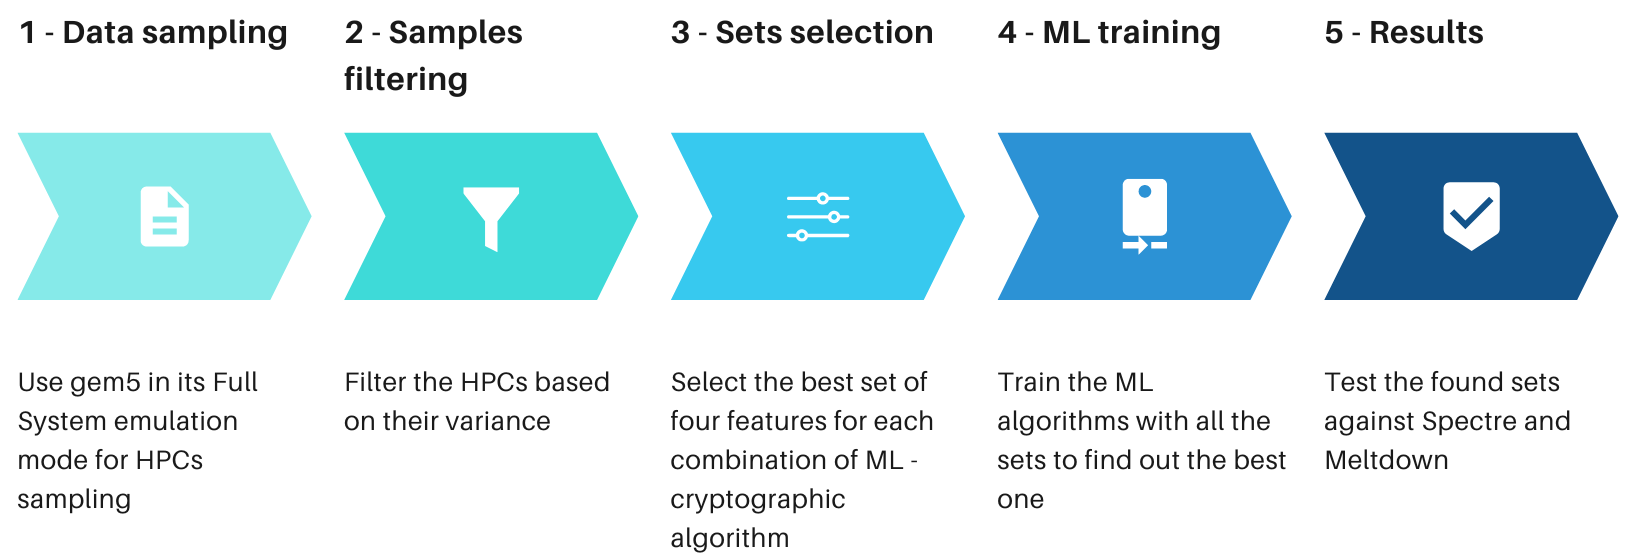 1 - Data sampling
2 - Samples
filtering
3 - Sets selection
4 - ML training
5 - Results
Use gem5 in its Full
System emulation
mode for HPCs
sampling
Filter the HPCs based
on their variance
Select the best set of
four features for each
combination of ML -
cryptographic
algorithm
Train the ML
algorithms with all the
sets to find out the best
one
Test the found sets
against Spectre and
Meltdown